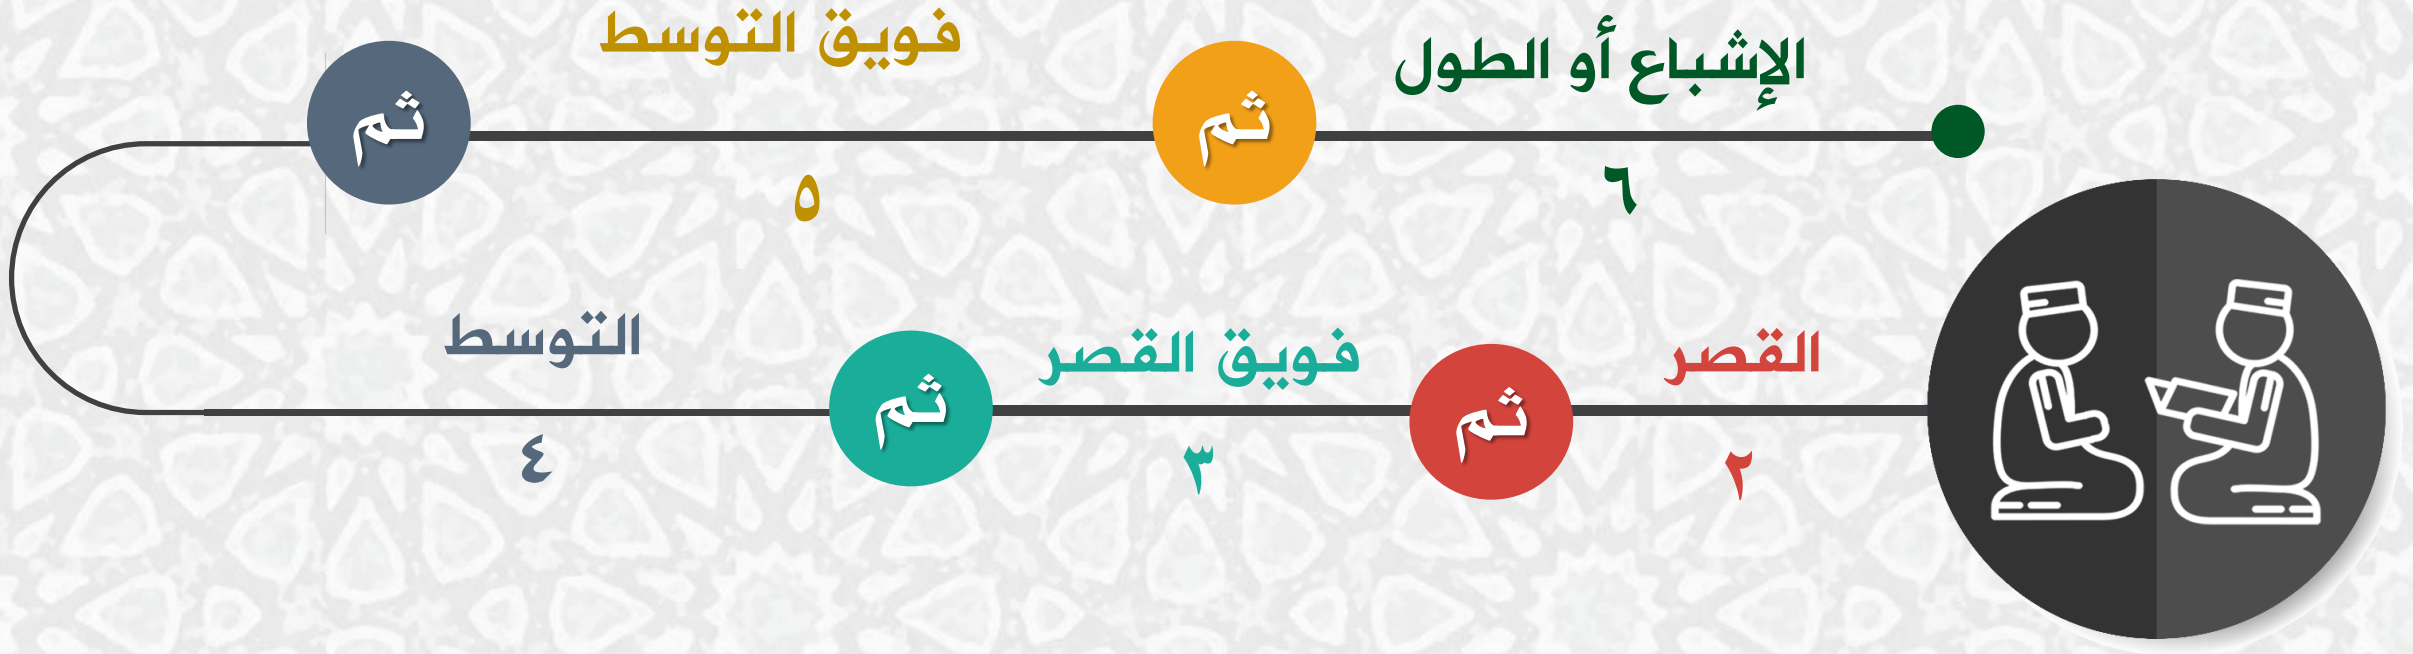 القصر
٢
ثم
فويق القصر
٣
ثم
التوسط
٤
ثم
فويق التوسط
٥
ثم
الإشباع أو الطول
٦